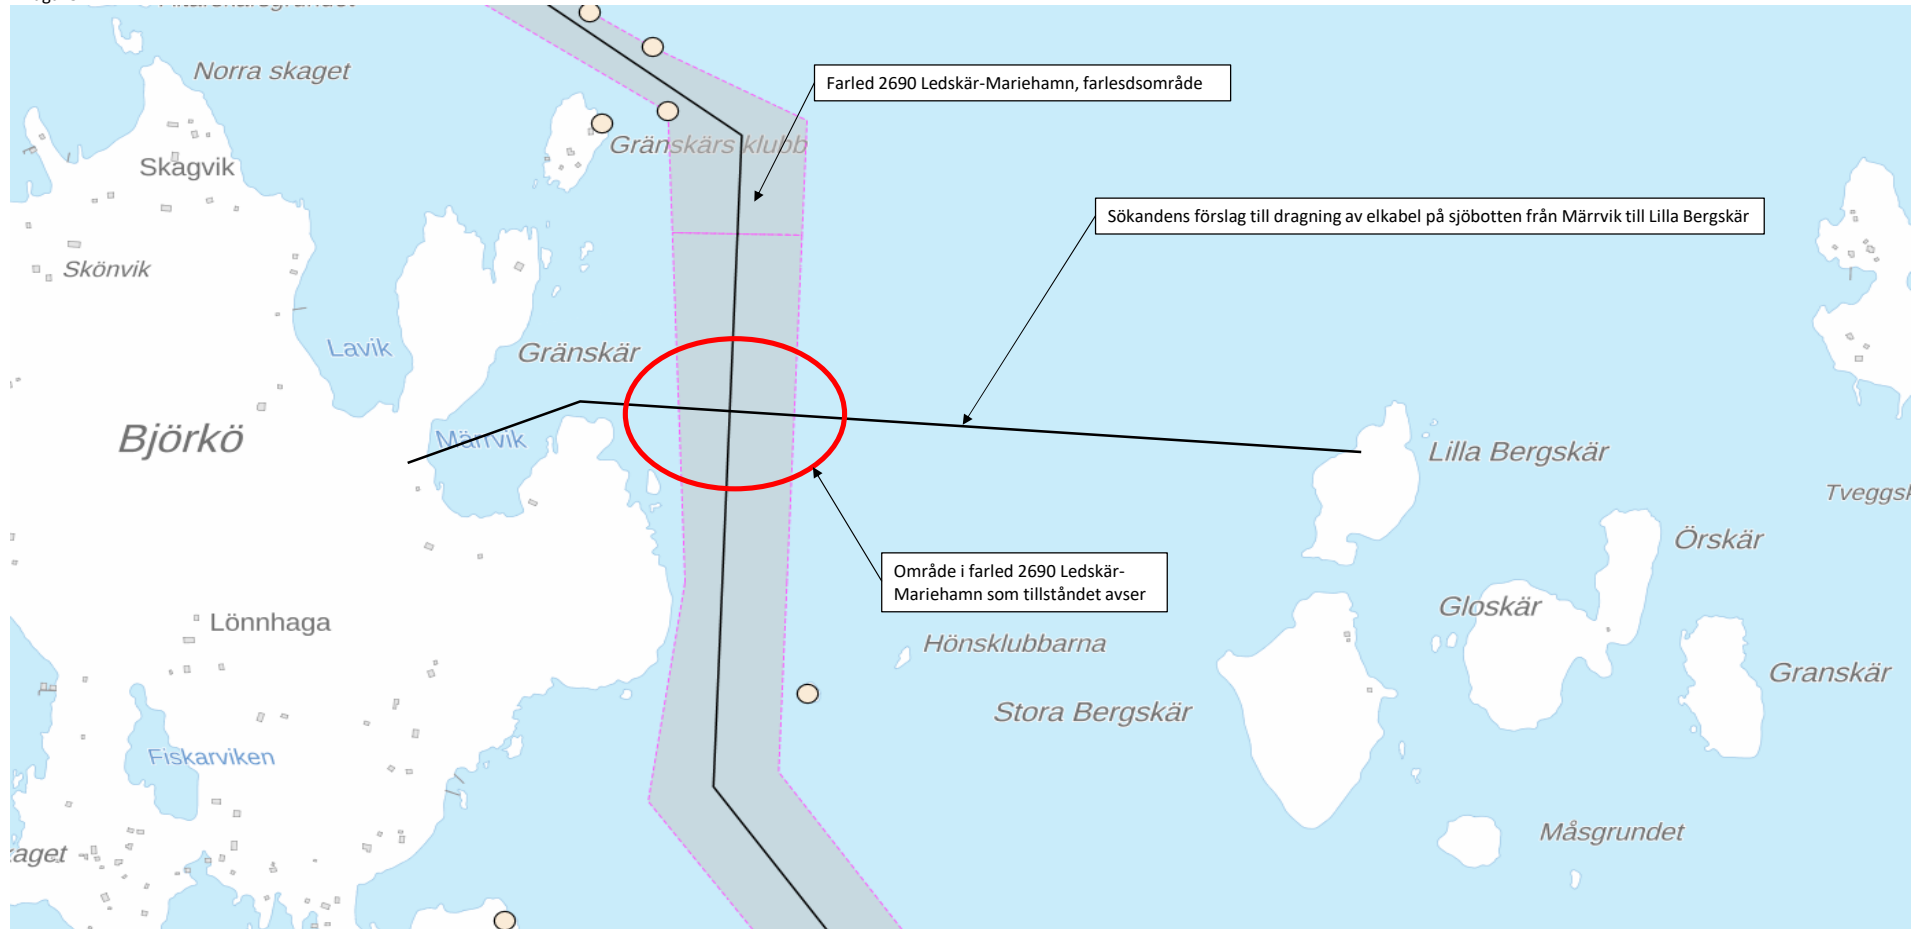 Norra skaget
Farled 2690 Ledskär-Mariehamn, farlesdsområde
Gränskärs klubb
Skagvik
Sökandens förslag till dragning av elkabel på sjöbotten från Märrvik till Lilla Bergskär
Skönvik
Lavik
Gränskär
Björkö
Märrvik
Lilla Bergskär
Tveggsk
Örskär
Område i farled 2690 Ledskär-
Mariehamn som tillståndet avser
Gloskär
Lönnhaga
Hönsklubbarna
Granskär
Stora Bergskär
Fiskarviken
Måsgrundet
kaget